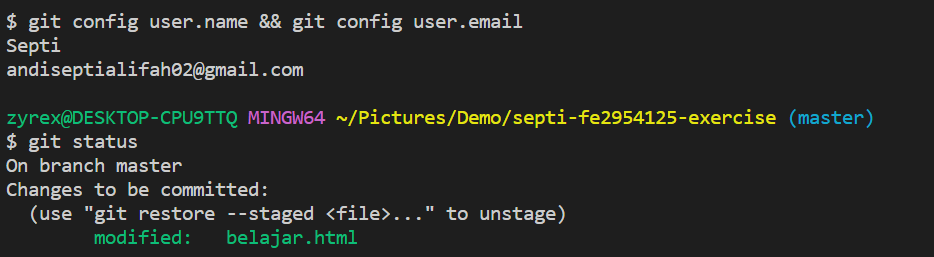 $ git config user.name && git config user.email
Septi
andiseptialifah02@gmail.com
zyrex@DESKTOP-CPU9TTQ MINGW64 ~/Pictures/Demo/septi-fe2954125-exercise (master)
$ git status
On branch master
Changes to be committed:
  (use "git restore --staged <file>..." to unstage)
        modified:   belajar.html